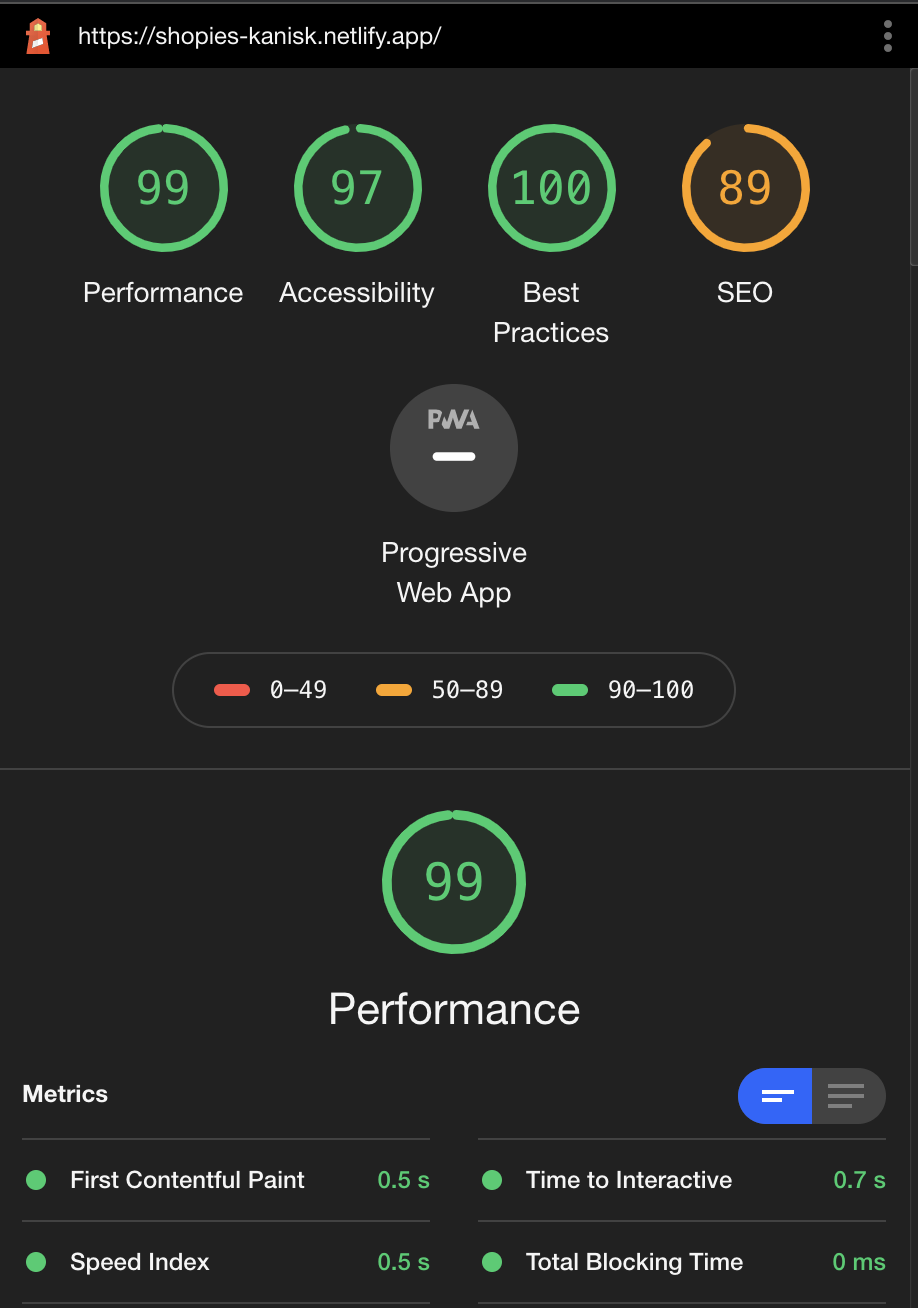 https://shopies-kanisk.netlify.app/
99 97 100 89
Performance Accessibility Best Practices SEO
PWA
Progressive
Web App
0–49 50–89 90–100
99
Performance
Metrics
First Contentful Paint 0.5 s Time to Interactive 0.7 s
Speed Index 0.5 s Total Blocking Time 0 ms